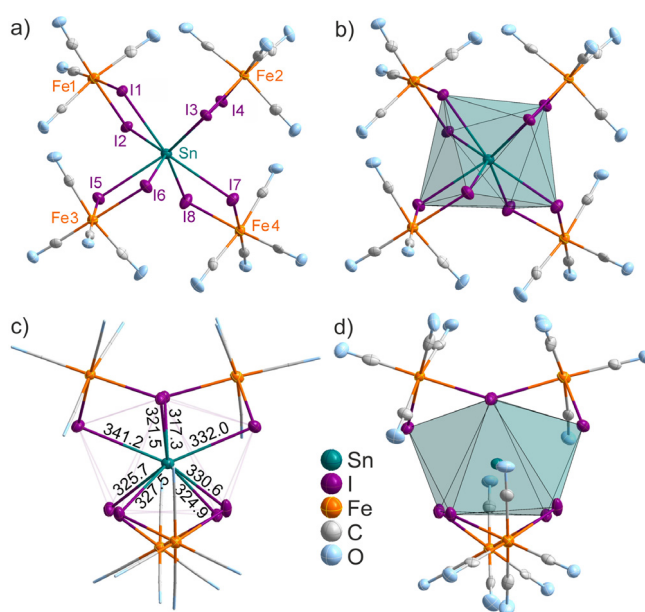 a)
b)
Fe1
Fe2
I1
I3
I4
I2
Sn
I5
I6
I7
I8
Fe3
Fe4
c)
d)
317.3
321.5
341.2
332.0
325.7
327.5
330.6
324.9
Sn
I
Fe
C
O